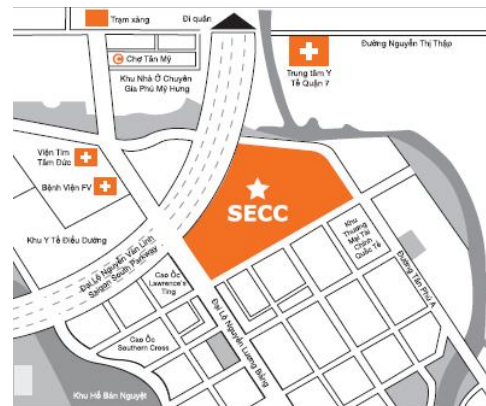 Trạm xăng
Đi quận
Đường Nguyễn Thị Thập
C Chợ Tân Mỹ
Khu Nhà Ở Chuyên
Gia Phú Mỹ Hưng
Trung tâm Y
Tế Quận 7
Viện Tim
Tâm Đức
Bệnh Viện FV
SECC
Khu
Thương
Mại Tài
Chính
Quốc Tế
Khu Y Tế Điều Dưỡng
Đại Lộ Nguyễn Văn Linh
Saigon South Parkway
Cao Ốc
Lawrence's
Ting
Đường Tân Phú A
Đại Lộ Nguyễn Lương Bằng
Cao Ốc
Southern Cross
Khu Hồ Bán Nguyệt